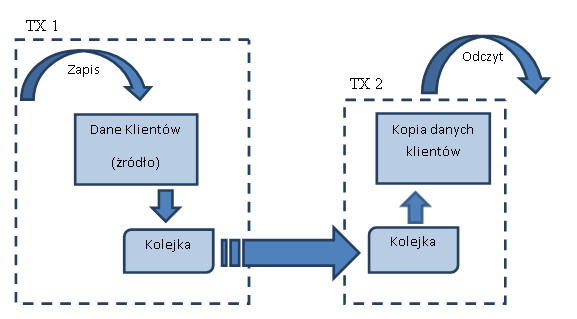 TX 1
Zapis
Dane Klientów
(źródło)
Kolejka
Odczyt
TX 2
Kopia danych
klientów
Kolejka